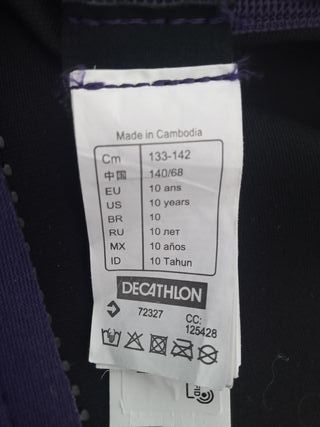 Made in Cambodia
Cm 133-142
中国 140/68
EU 10 ans
US 10 years
BR 10
RU 10 лет
MX 10 años
ID 10 Tahun
DECATHLON
72327 CC: 125428